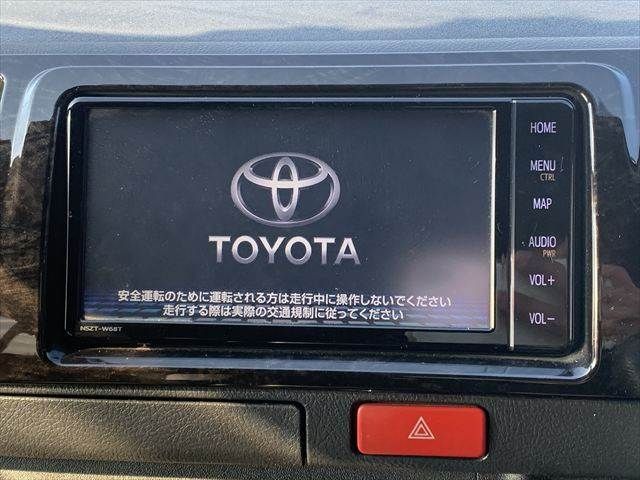 TOYOTA
安全運転のために運転される方は走行中に操作しないでください
走行する際は実際の交通規制に従ってください
NSZT-W68T
HOME
MENU
CTRL
MAP
AUDIO
PWR
VOL+
VOL−